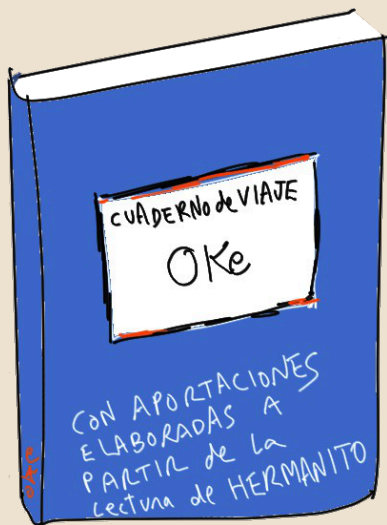 CUADERNO de VIAJE
OKe
CON APORTACIONES
ELABORADAS A
PARTIR de la
Lectura de HERMANITO